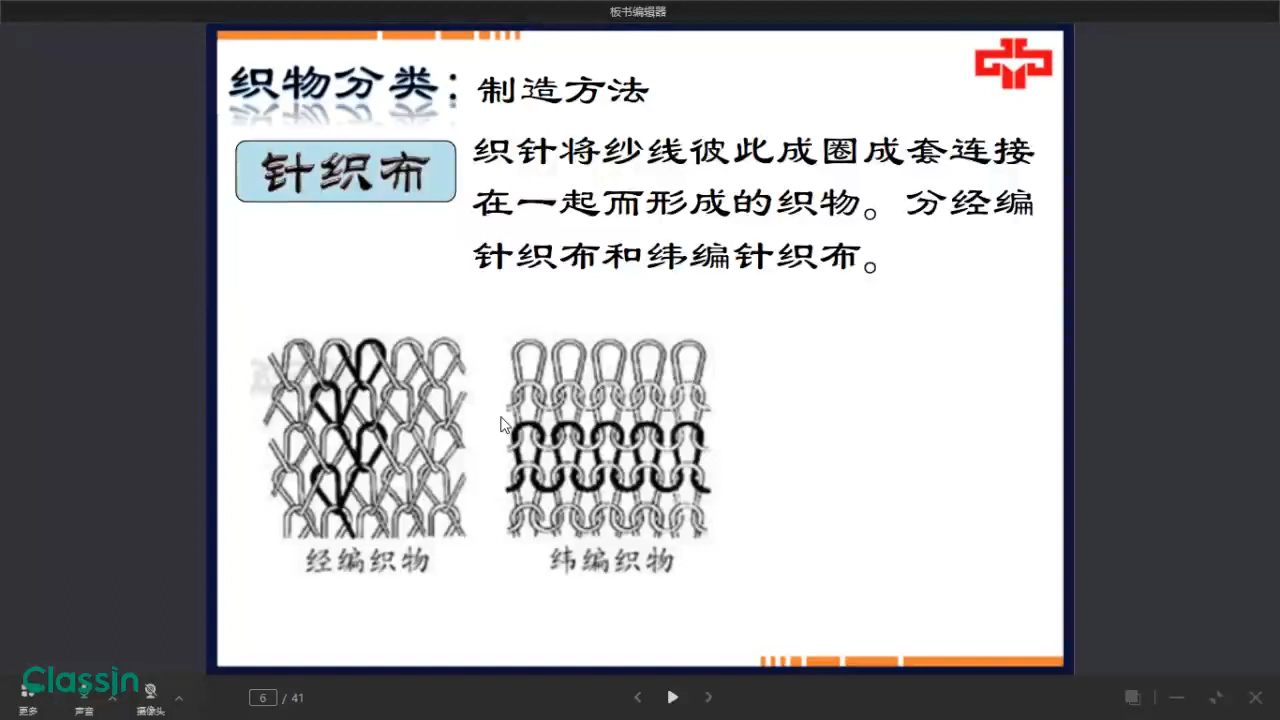 板书编辑器
织物分类：制造方法
针织布
织针将纱线彼此成圈成套连接
在一起而形成的织物。分经编
针织布和纬编针织布。
经编织物
纬编织物
Classin
更多
声音
摄像头
6 / 41